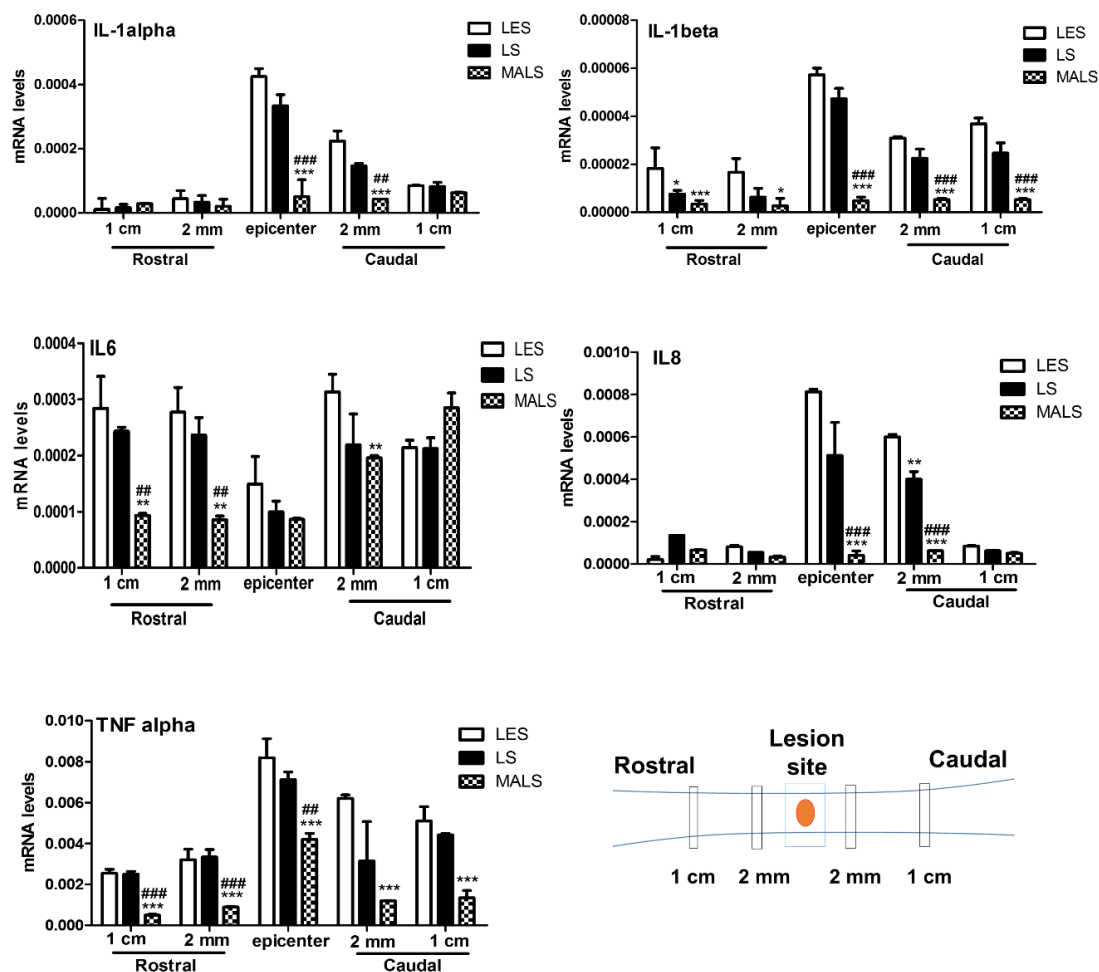 IL-1alpha
LES
LS
MALS
mRNA levels
0.0006
0.0004
0.0002
0.0000
###
***
##
***
1 cm 2 mm epicenter 2 mm 1 cm
Rostral Caudal
IL-1beta
LES
LS
MALS
mRNA levels
0.00008
0.00006
0.00004
0.00002
0.00000
* *** *
###
***
###
***
###
***
1 cm 2 mm epicenter 2 mm 1 cm
Rostral Caudal
IL6
LES
LS
MALS
mRNA levels
0.0004
0.0003
0.0002
0.0001
0.0000
##
**
##
**
**
1 cm 2 mm epicenter 2 mm 1 cm
Rostral Caudal
IL8
LES
LS
MALS
mRNA levels
0.0010
0.0008
0.0006
0.0004
0.0002
0.0000
###
***
**
###
***
1 cm 2 mm epicenter 2 mm 1 cm
Rostral Caudal
TNF alpha
LES
LS
MALS
mRNA levels
0.010
0.008
0.006
0.004
0.002
0.000
###
***
###
***
##
***
***
***
1 cm 2 mm epicenter 2 mm 1 cm
Rostral Caudal
Rostral Lesion site Caudal
1 cm 2 mm 2 mm 1 cm